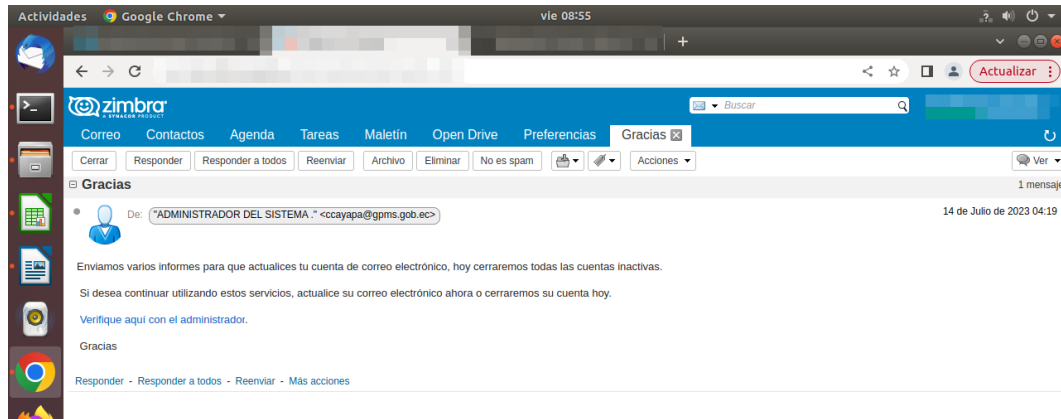 Actividades Google Chrome vie 08:55
Actualizar
zimbra
A SYNACOR PRODUCT
Buscar
Correo Contactos Agenda Tareas Maletín Open Drive Preferencias Gracias
Cerrar Responder Responder a todos Reenviar Archivo Eliminar No es spam Acciones Ver
Gracias 1 mensaje
De: "ADMINISTRADOR DEL SISTEMA ." <ccayapa@gpms.gob.ec> 14 de Julio de 2023 04:19
Enviamos varios informes para que actualices tu cuenta de correo electrónico, hoy cerraremos todas las cuentas inactivas.
Si desea continuar utilizando estos servicios, actualice su correo electrónico ahora o cerraremos su cuenta hoy.
Verifique aquí con el administrador.
Gracias
Responder - Responder a todos - Reenviar - Más acciones